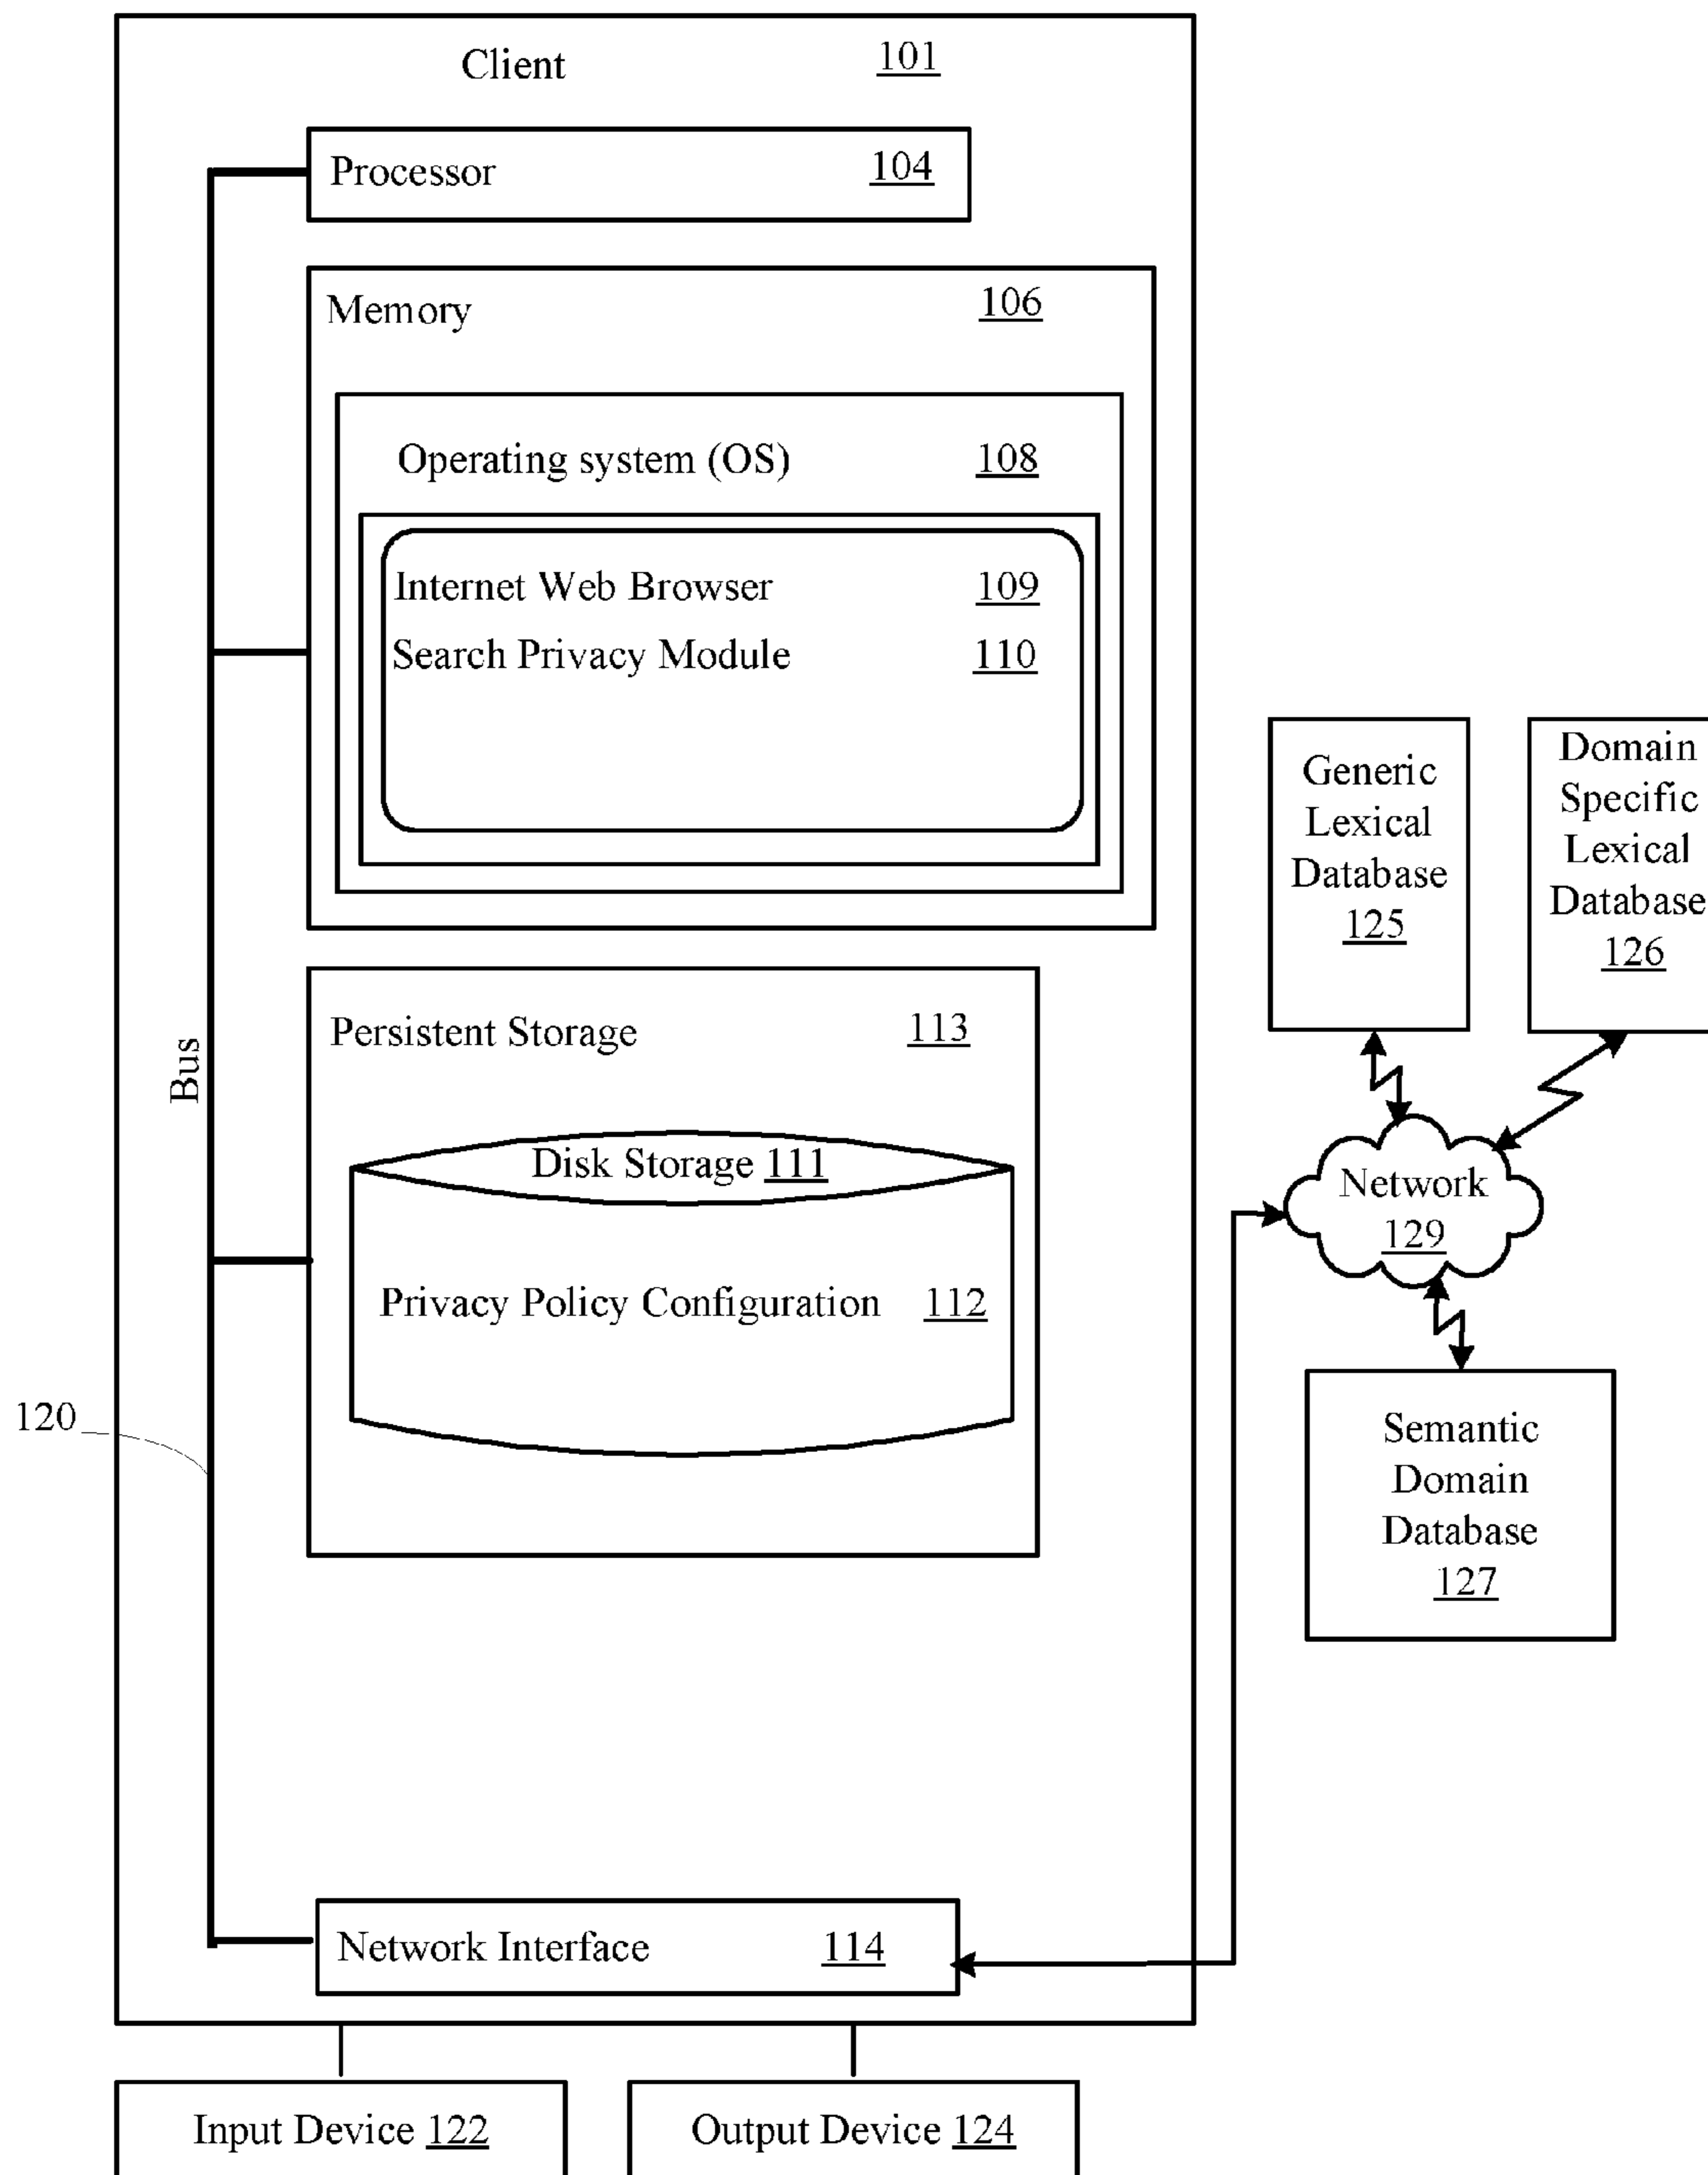 Client 101
Processor 104
Memory 106
Operating system (OS) 108
Internet Web Browser 109
Search Privacy Module 110
Persistent Storage 113
Disk Storage 111
Privacy Policy Configuration 112
Bus
120
Network Interface 114
Input Device 122
Output Device 124
Generic
Lexical
Database
125
Domain
Specific
Lexical
Database
126
Network
129
Semantic
Domain
Database
127